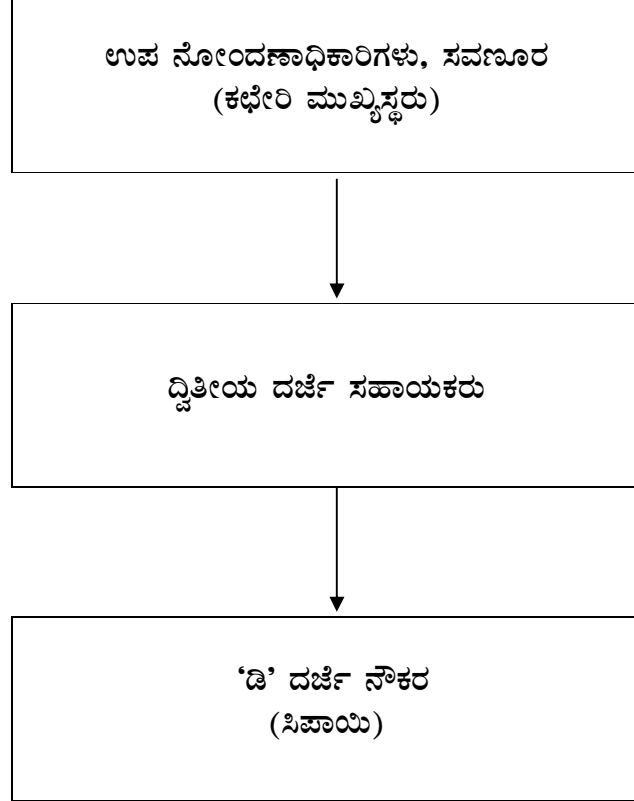 ಉಪ ನೋಂದಣಾಧಿಕಾರಿಗಳು, ಸವಣೂರ
(ಕಛೇರಿ ಮುಖ್ಯಸ್ಥರು)
ದ್ವಿತೀಯ ದರ್ಜೆ ಸಹಾಯಕರು
‘ಡಿ’ ದರ್ಜೆ ನೌಕರ
(ಸಿಪಾಯಿ)